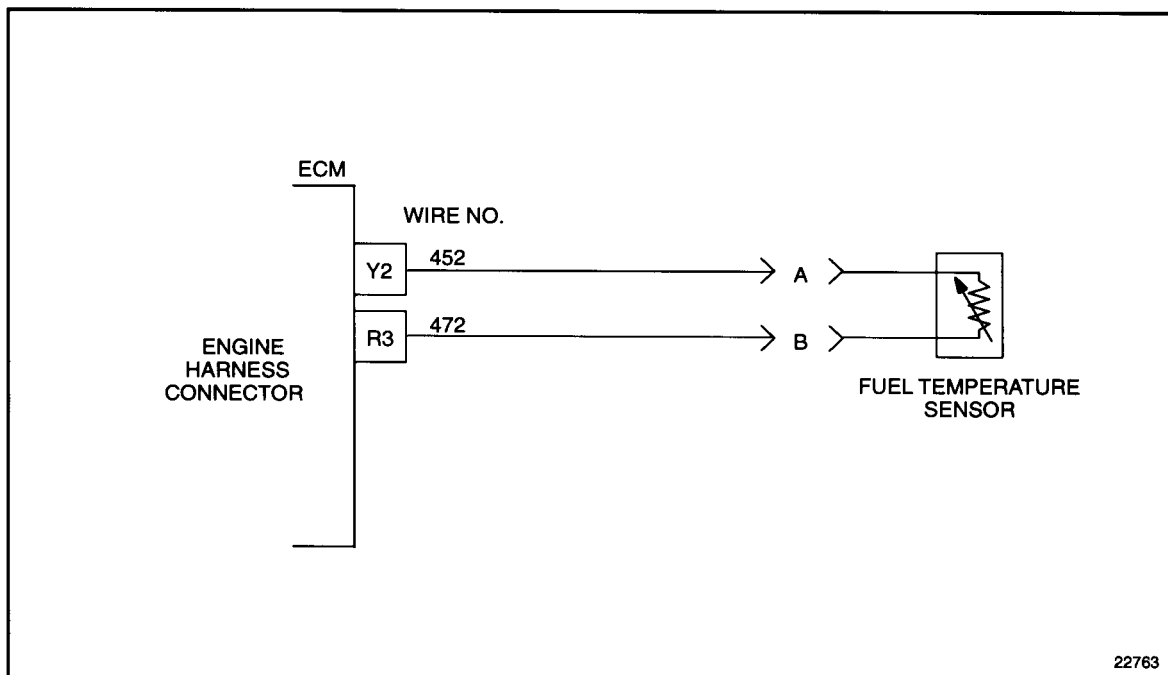 ECM
WIRE NO.
Y2
452
A
R3
472
B
ENGINE
HARNESS
CONNECTOR
FUEL TEMPERATURE
SENSOR
22763